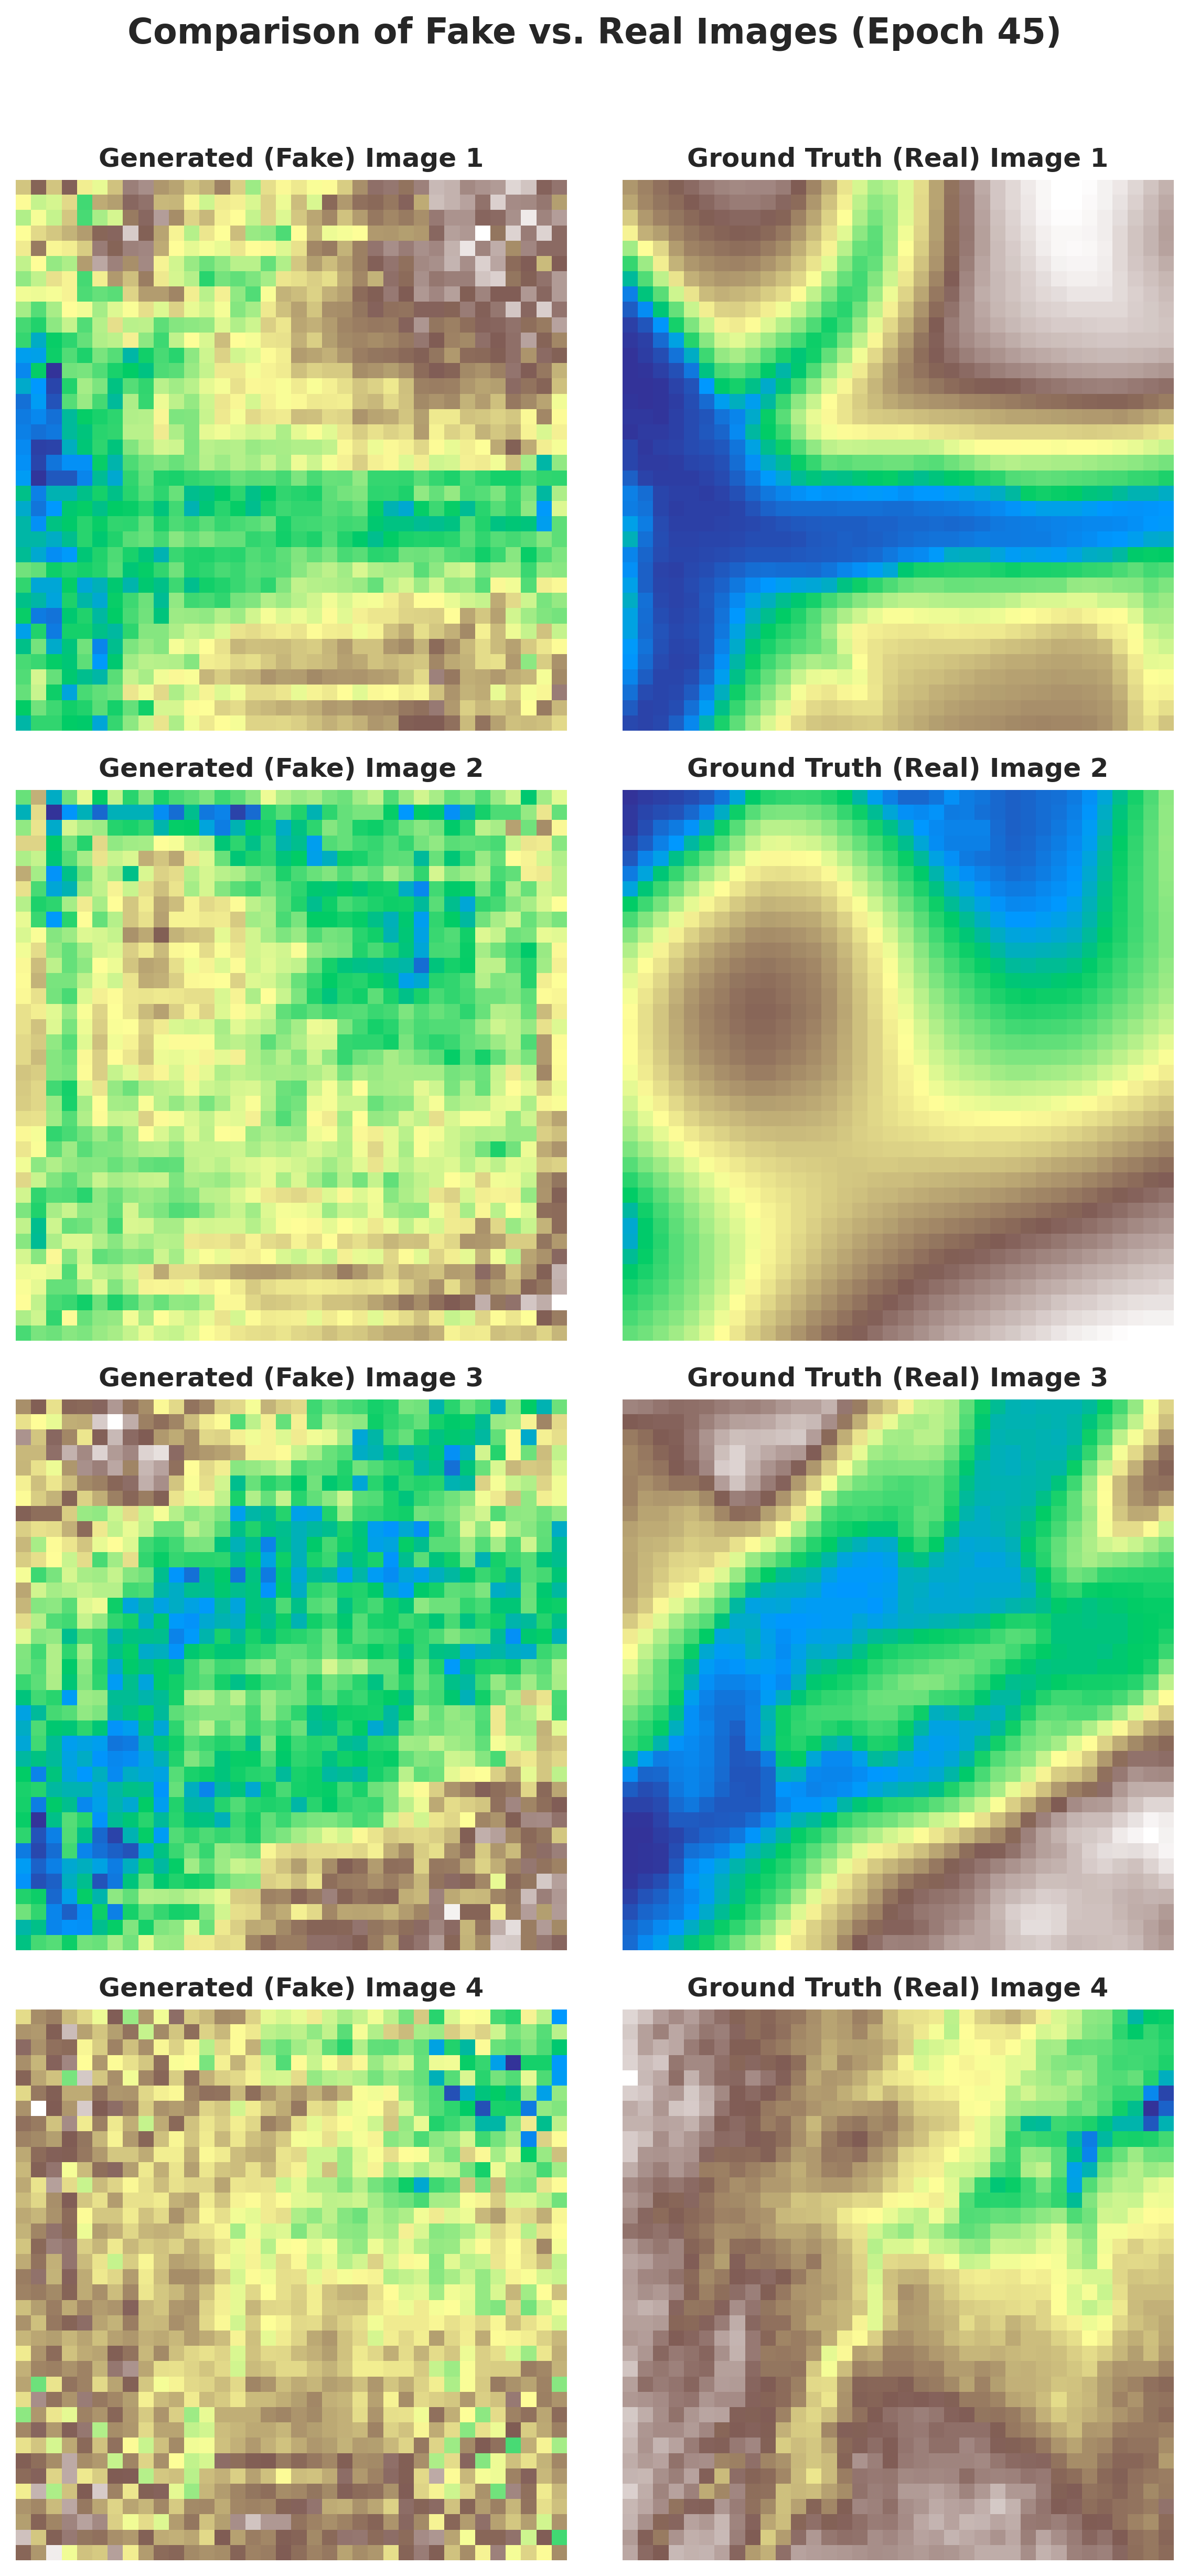 Comparison of Fake vs. Real Images (Epoch 45)
Generated (Fake) Image 1
Ground Truth (Real) Image 1
Generated (Fake) Image 2
Ground Truth (Real) Image 2
Generated (Fake) Image 3
Ground Truth (Real) Image 3
Generated (Fake) Image 4
Ground Truth (Real) Image 4